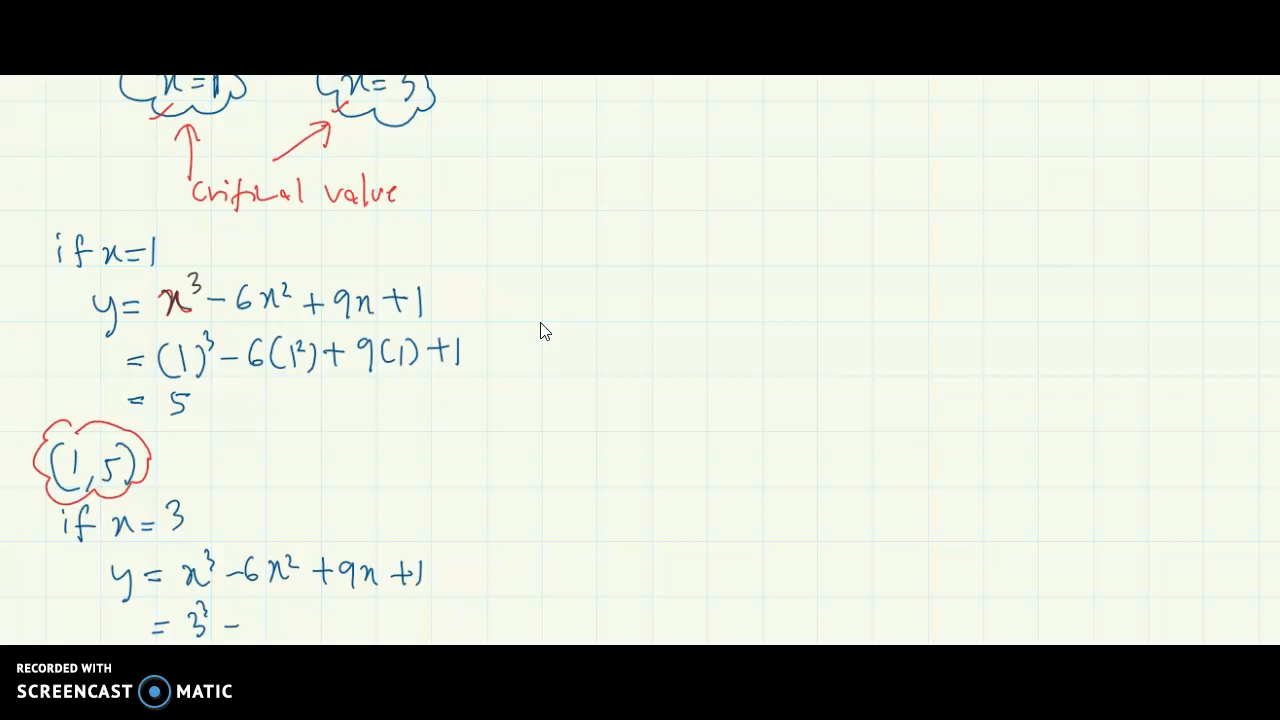 x=1 x=3
critical value
if x=1
y= x³ - 6x² + 9x + 1
= (1)³ - 6(1²) + 9(1) + 1
= 5
(1,5)
if x = 3
y = x³ - 6x² + 9x + 1
= 3³ -
RECORDED WITH
SCREENCAST MATIC